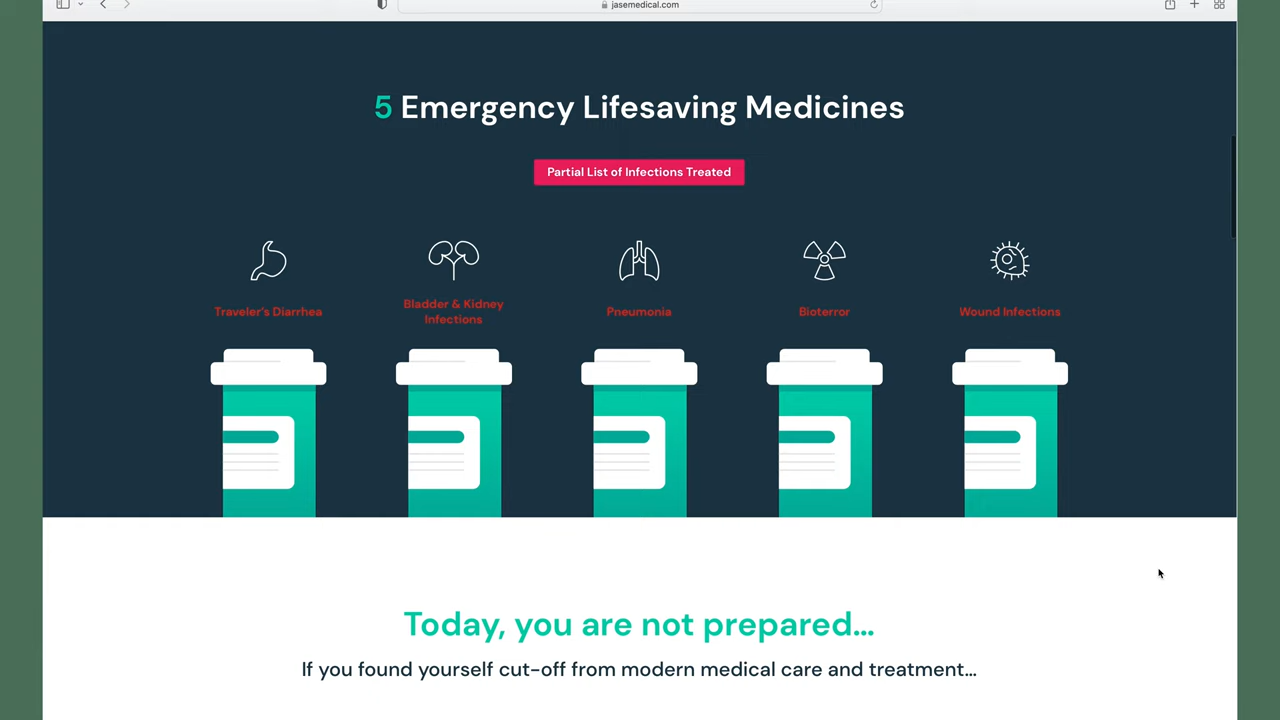 jasemedical.com
5 Emergency Lifesaving Medicines
Partial List of Infections Treated
Traveler's Diarrhea
Bladder & Kidney
Infections
Pneumonia
Bioterror
Wound Infections
Today, you are not prepared...
If you found yourself cut-off from modern medical care and treatment...